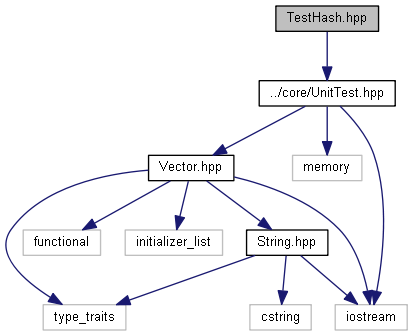 TestHash.hpp
../core/UnitTest.hpp
Vector.hpp
memory
functional
initializer_list
String.hpp
type_traits
cstring
iostream